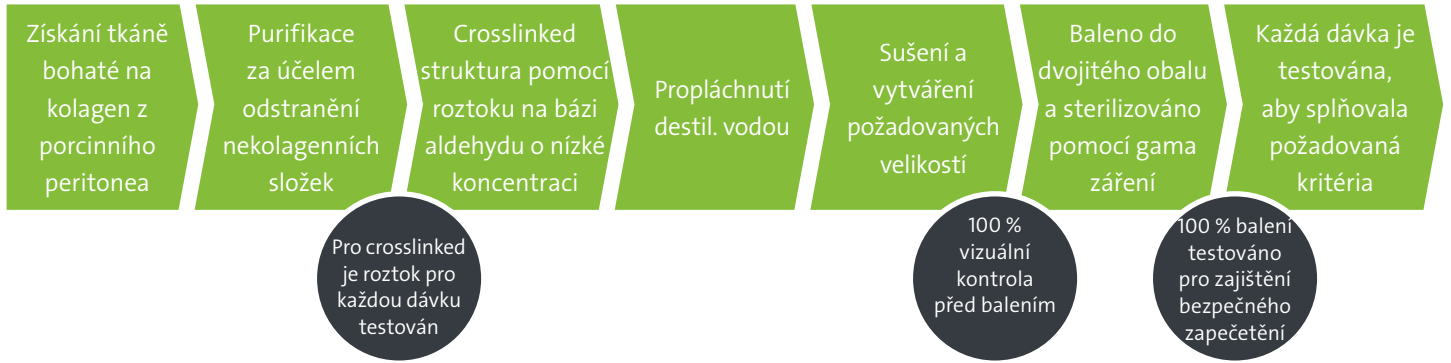 Získání tkáně
bohaté na
kolagen z
porcinního
peritonea
Purifikace
za účelem
odstranění
nekolagenních
složek
Crosslinked
struktura pomocí
roztoku na bázi
aldehydu o nízké
koncentraci
Propláchnutí
destil. vodou
Sušení a
vytváření
požadovaných
velikostí
Baleno do
dvojitého obalu
a sterilizováno
pomocí gama
záření
Každá dávka je
testována,
aby splňovala
požadovaná
kritéria
Pro crosslinked
je roztok pro
každou dávku
testován
100 %
vizuální
kontrola
před balením
100 % balení
testováno
pro zajištění
bezpečného
zapečetění